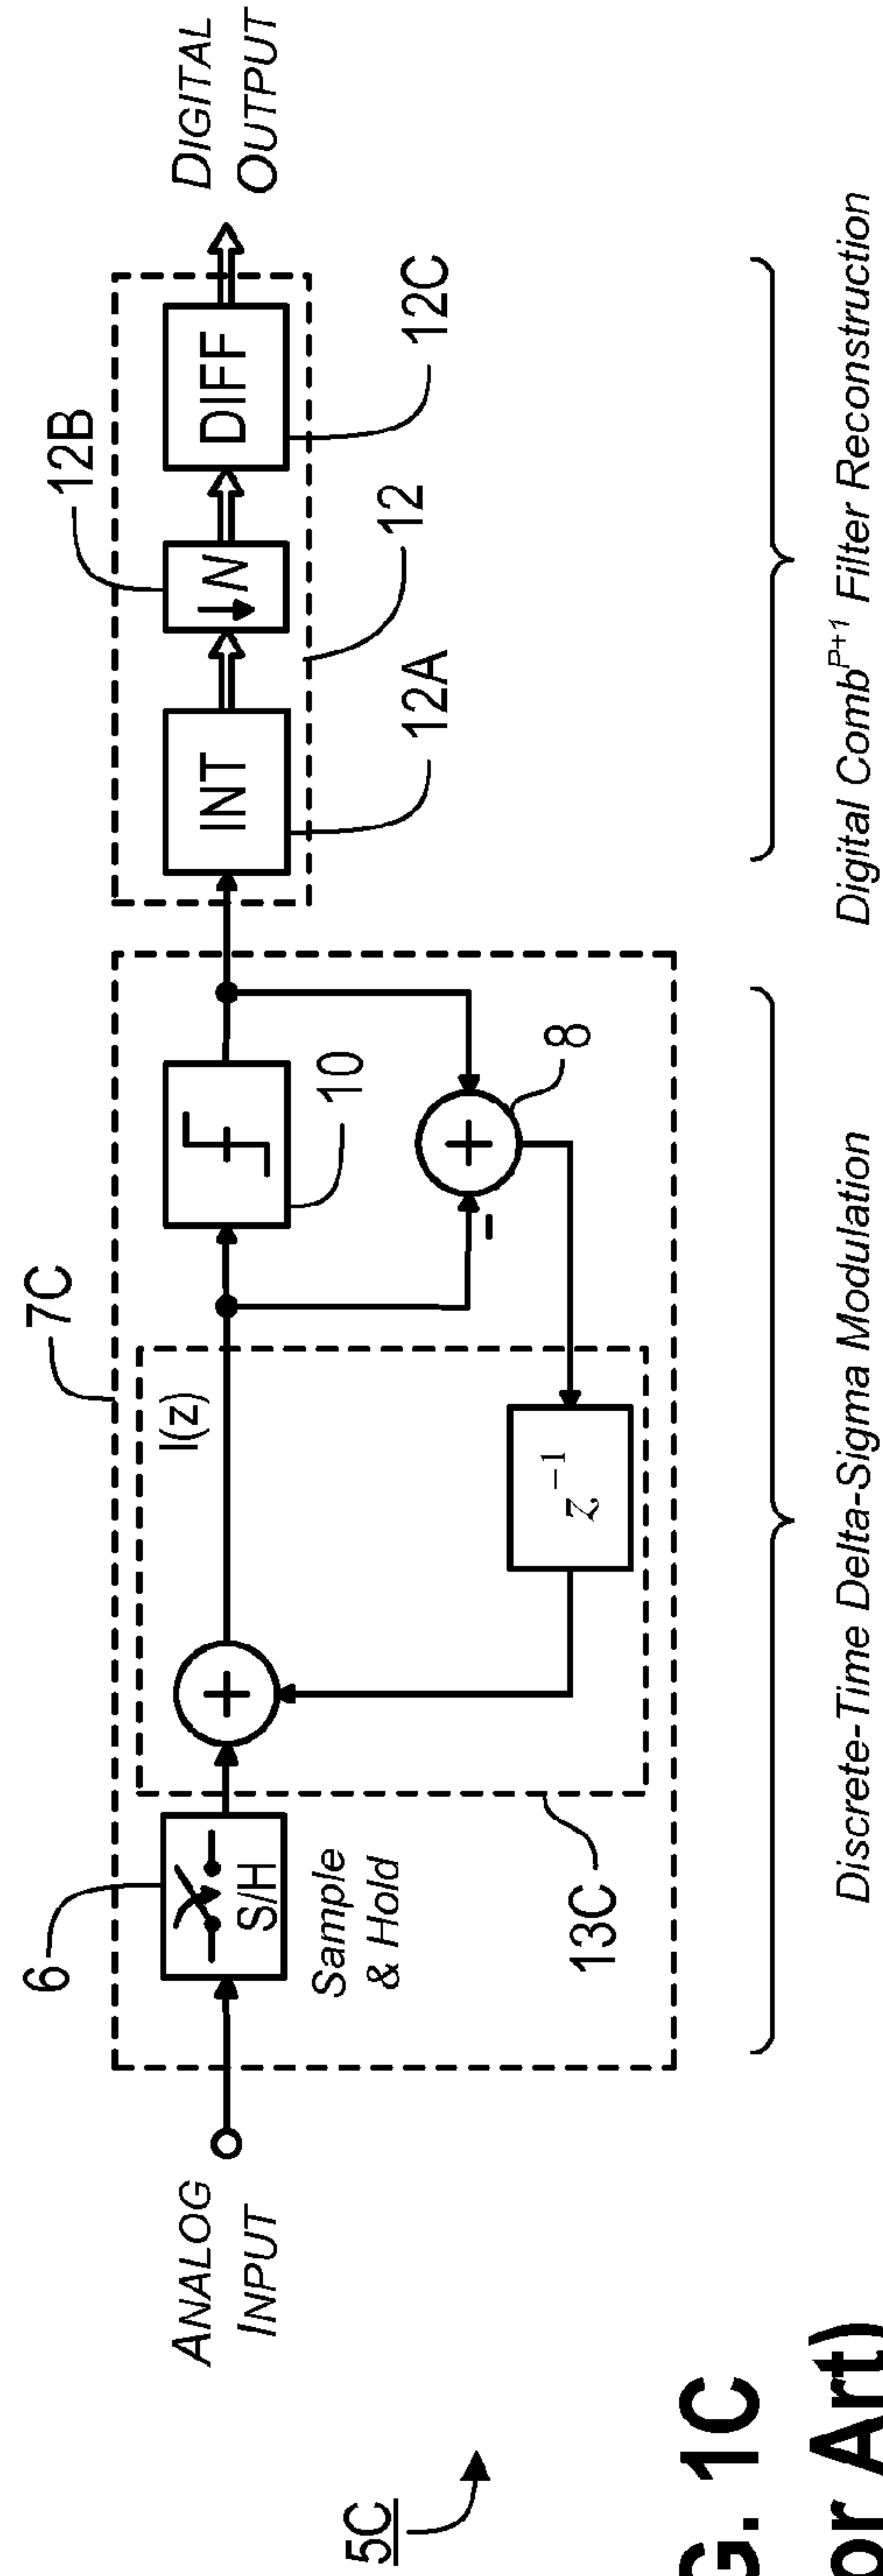 ANALOG
INPUT
6
S/H
Sample
& Hold
7C
I(z)
z⁻¹
13C
10
8
-
12B
INT
↓N
DIFF
12A
12
12C
DIGITAL
OUTPUT
Discrete-Time Delta-Sigma Modulation
Digital Comb^P+1 Filter Reconstruction
5C
G. 1C
or Art)